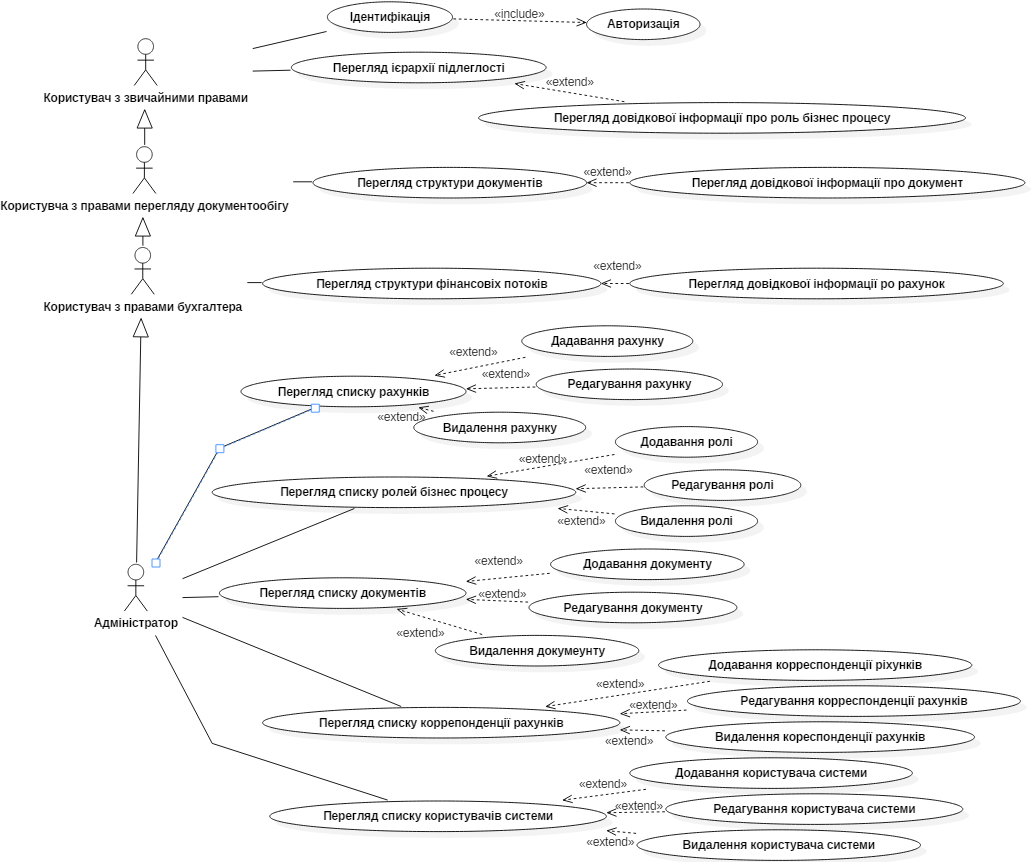 Ідентифікація
«include»
Авторизація
Перегляд ієрархії підлеглості
«extend»
Користувач з звичайними правами
Перегляд довідкової інформації про роль бізнес процесу
«extend»
Перегляд структури документів
Перегляд довідкової інформації про документ
Користувча з правами перегляду документообігу
«extend»
Перегляд структури фінансовіх потоків
Перегляд довідкової інформації ро рахунок
Користувач з правами бухгалтера
Дадавання рахунку
«extend»
«extend»
Редагування рахунку
Перегляд списку рахунків
«extend»
Видалення рахунку
Додавання ролі
«extend»
«extend»
Редагування ролі
Перегляд списку ролей бізнес процесу
«extend»
Видалення ролі
«extend»
Додавання документу
Перегляд списку документів
«extend»
Редагування документу
Адміністратор
«extend»
Видалення докумеунту
Додавання корреспонденції ріхунків
«extend»
«extend»
Редагування корреспонденції рахунків
Перегляд списку коррепонденції рахунків
«extend»
Видалення кореспонденції рахунків
Додавання користувача системи
«extend»
«extend»
Редагування користувача системи
Перегляд списку користувачів системи
«extend»
Видалення користувача системи